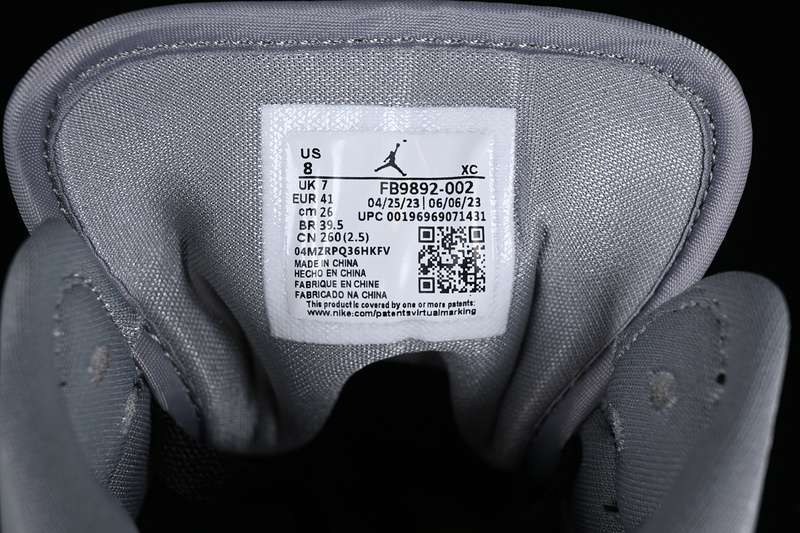 US
8 XC
UK 7 FB9892-002
EUR 41 04/25/23 | 06/06/23
cm 26 UPC 00196969071431
BR 39.5
CN 260(2.5)
04MZRPQ36HKFV
MADE IN CHINA
HECHO EN CHINA
FABRIQUE EN CHINE
FABRICADO NA CHINA
This product is covered by one or more patents:
www.nike.com/patentsvirtualmarking